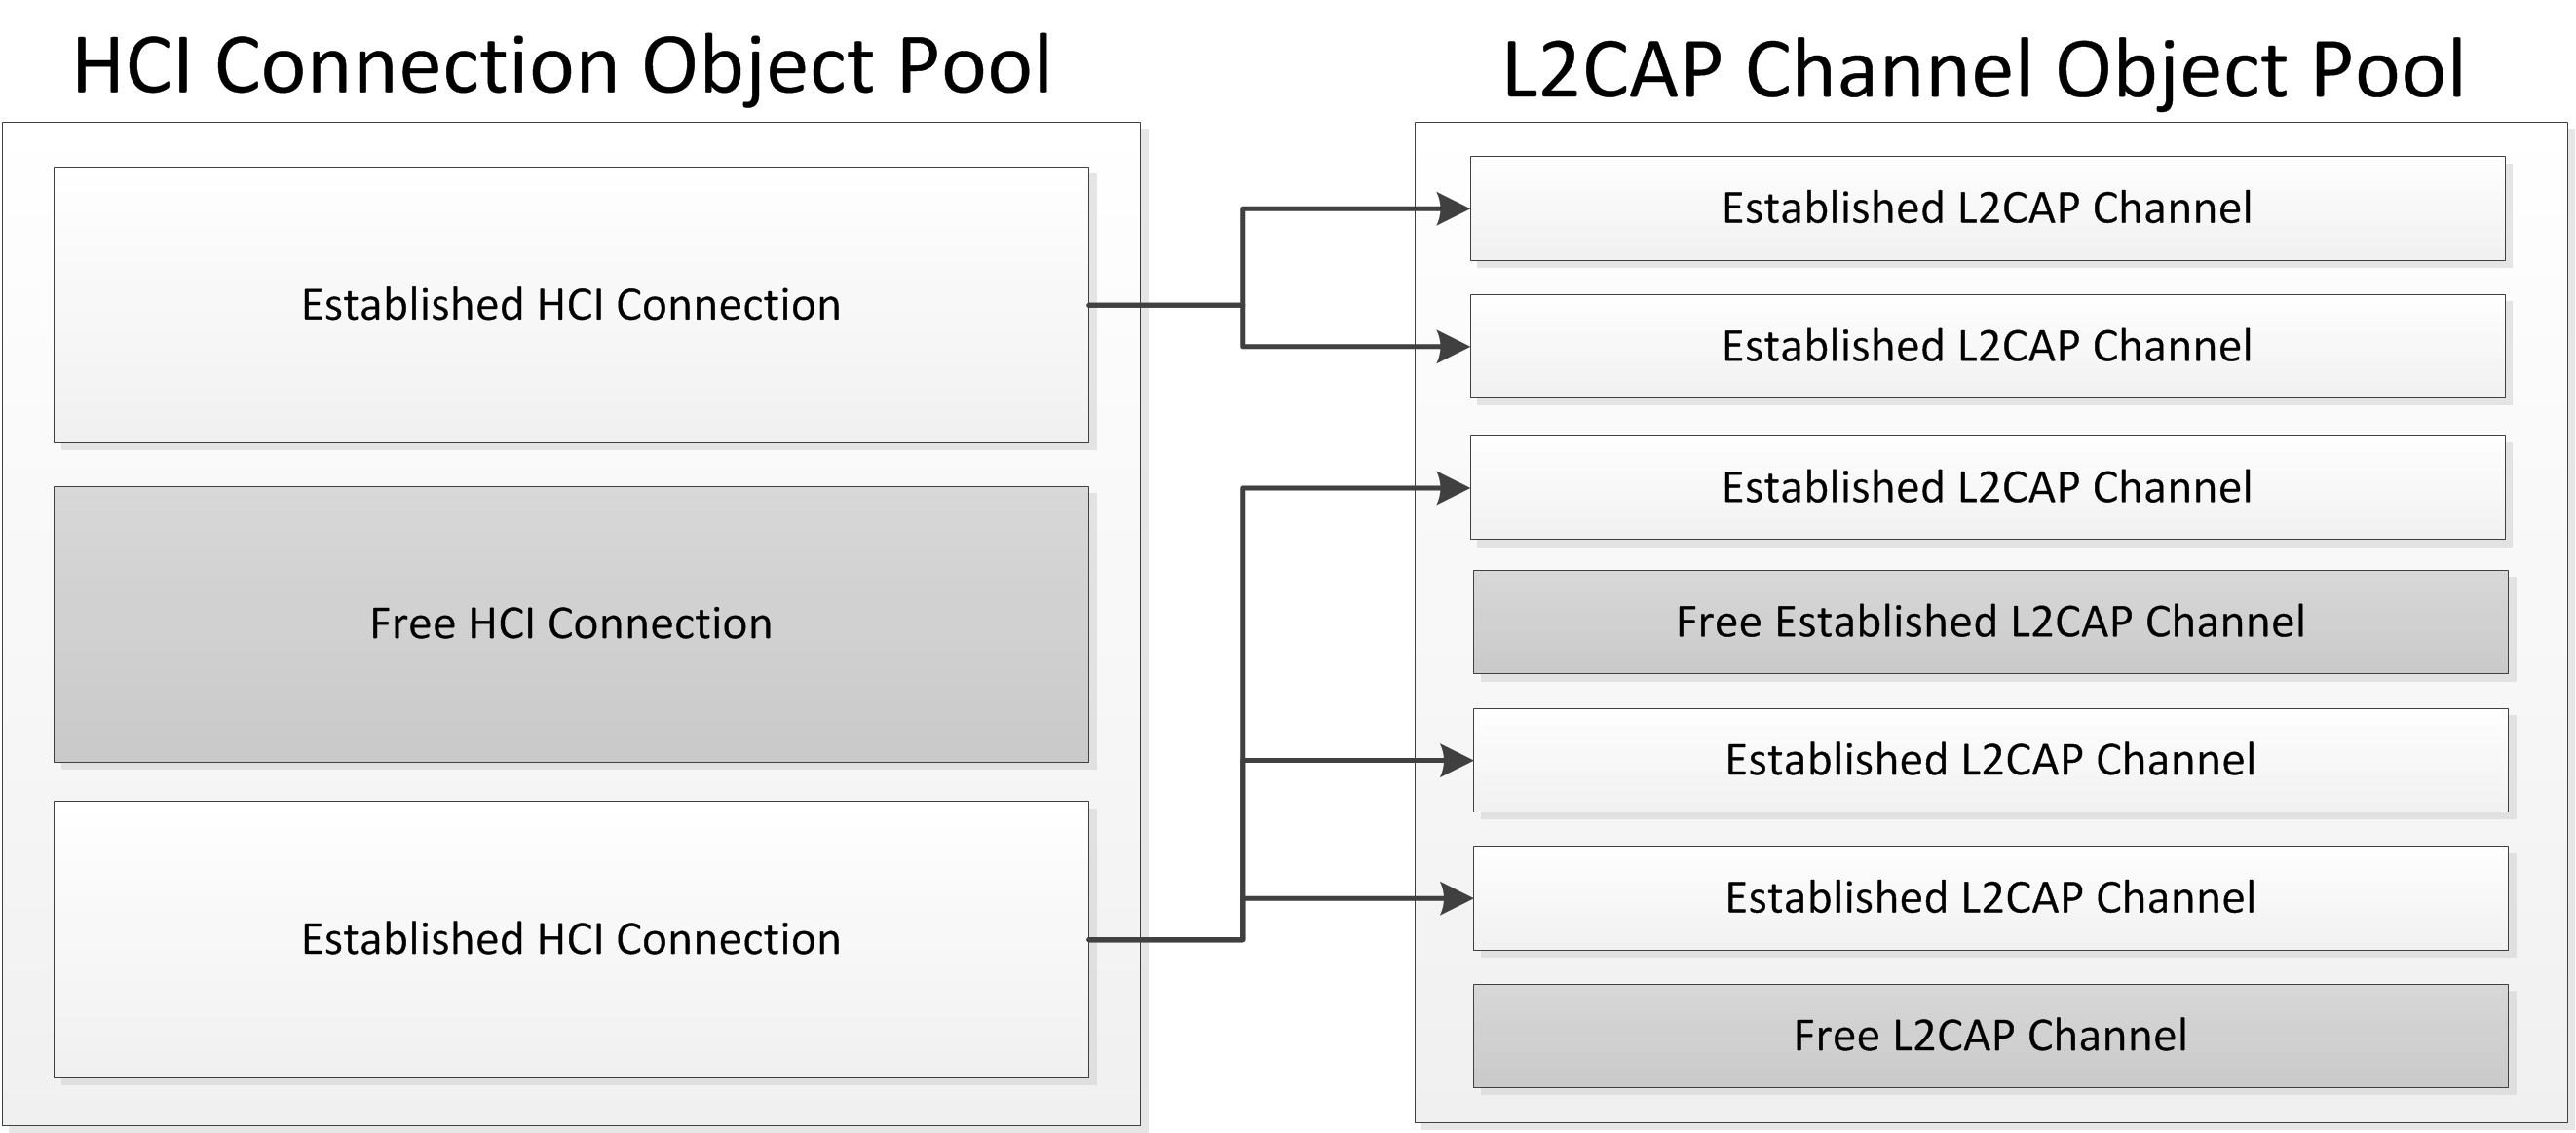 HCI Connection Object Pool
Established HCI Connection
Free HCI Connection
Established HCI Connection
L2CAP Channel Object Pool
Established L2CAP Channel
Established L2CAP Channel
Established L2CAP Channel
Free Established L2CAP Channel
Established L2CAP Channel
Established L2CAP Channel
Free L2CAP Channel